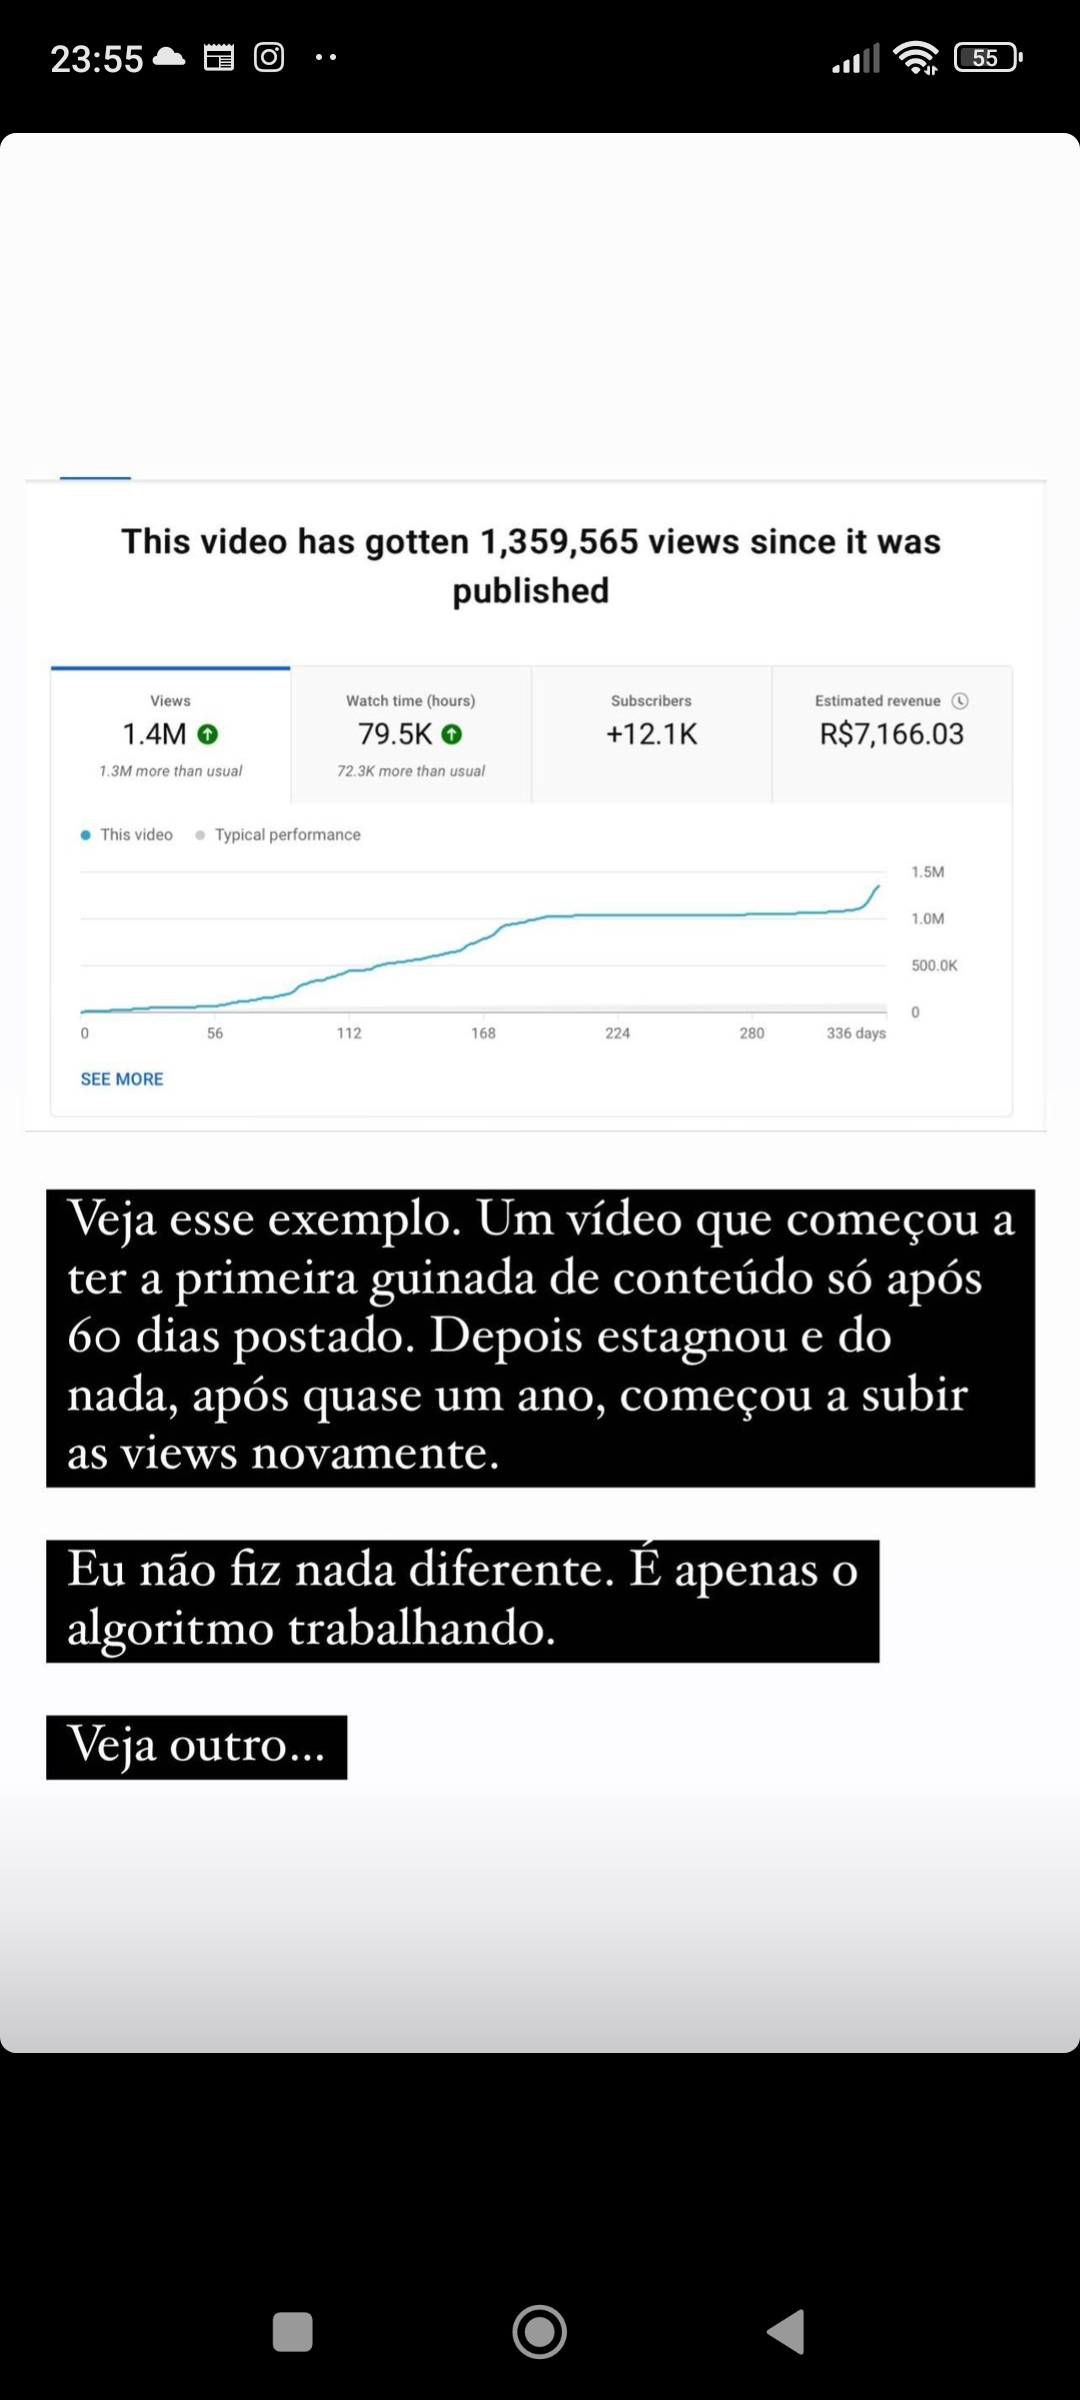 23:55
55
This video has gotten 1,359,565 views since it was
published
Views
1.4M
1.3M more than usual
Watch time (hours)
79.5K
72.3K more than usual
Subscribers
+12.1K
Estimated revenue
R$7,166.03
This video
Typical performance
1.5M
1.0M
500.0K
0
0
56
112
168
224
280
336 days
SEE MORE
Veja esse exemplo. Um vídeo que começou a
ter a primeira guinada de conteúdo só após
60 dias postado. Depois estagnou e do
nada, após quase um ano, começou a subir
as views novamente.
Eu não fiz nada diferente. É apenas o
algoritmo trabalhando.
Veja outro...